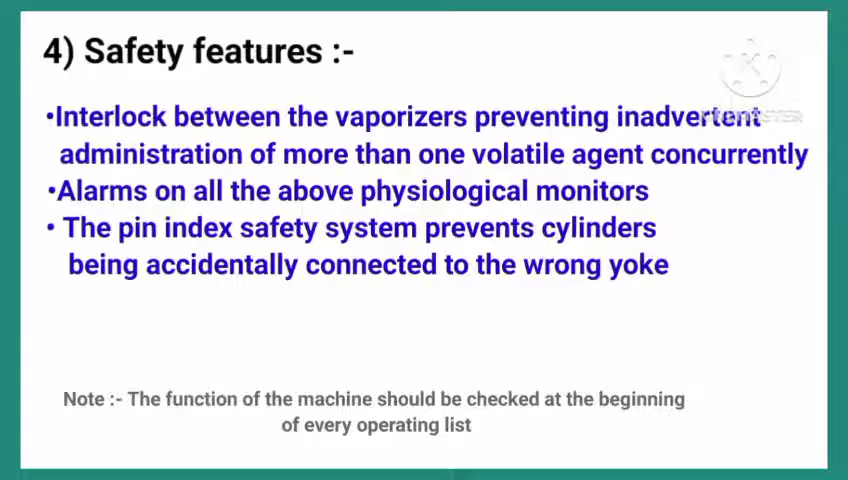 4) Safety features :-
•Interlock between the vaporizers preventing inadvertent
administration of more than one volatile agent concurrently
•Alarms on all the above physiological monitors
• The pin index safety system prevents cylinders
being accidentally connected to the wrong yoke
Note :- The function of the machine should be checked at the beginning
of every operating list